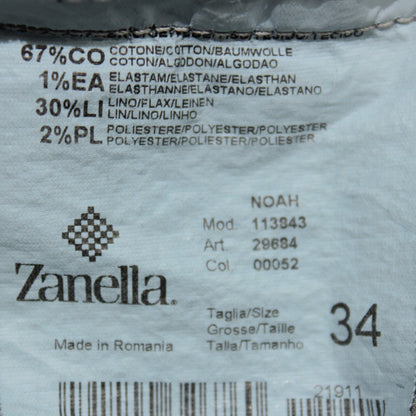 67%CO COTONE/COTTON/BAUMWOLLE
COTON/ALGODON/ALGODAO
1%EA ELASTAM/ELASTANE/ELASTHAN
ELASTHANNE/ELASTANO/ELASTANO
30%LI LINO/FLAX/LEINEN
LIN/LINO/LINHO
2%PL POLIESTERE/POLYESTER/POLYESTER
POLYESTER/POLYESTER/POLIESTER
NOAH
Mod. 113843
Art. 29684
Col. 00052
Zanella®
Taglia/Size
Grosse/Taille
Talla/Tamanho
34
Made in Romania
21911